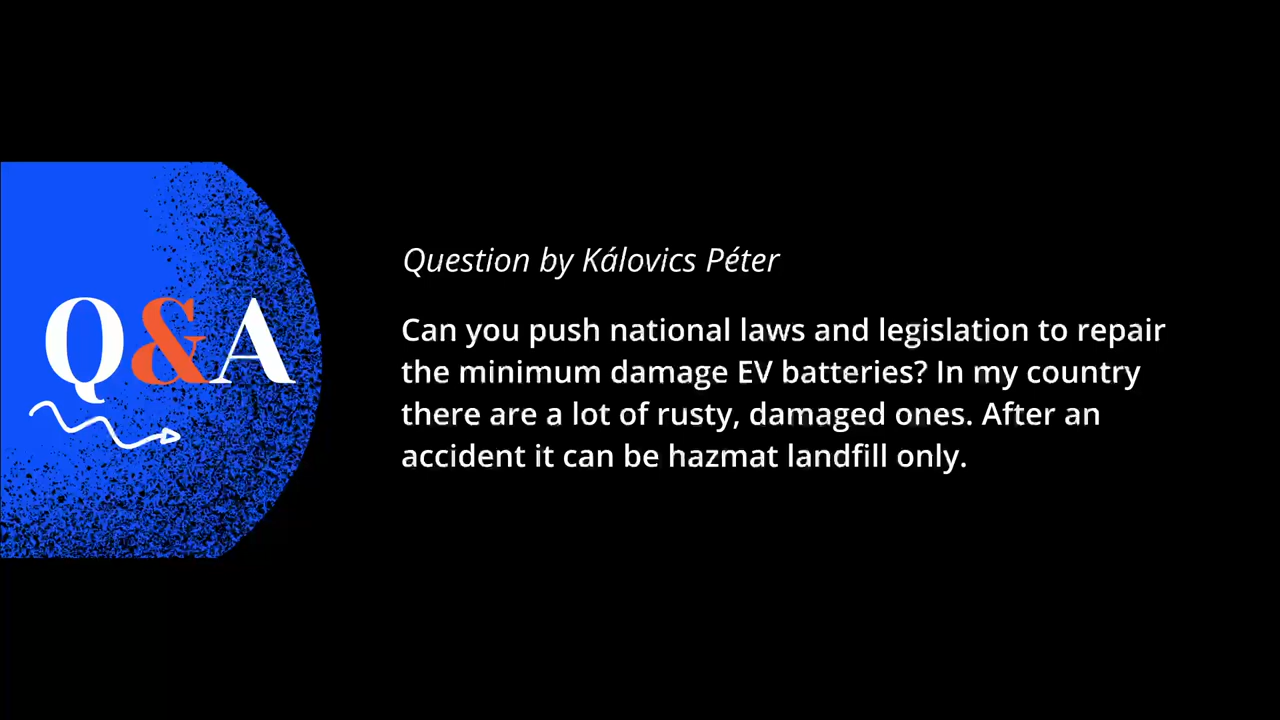 Q&A
Question by Kálovics Péter
Can you push national laws and legislation to repair
the minimum damage EV batteries? In my country
there are a lot of rusty, damaged ones. After an
accident it can be hazmat landfill only.